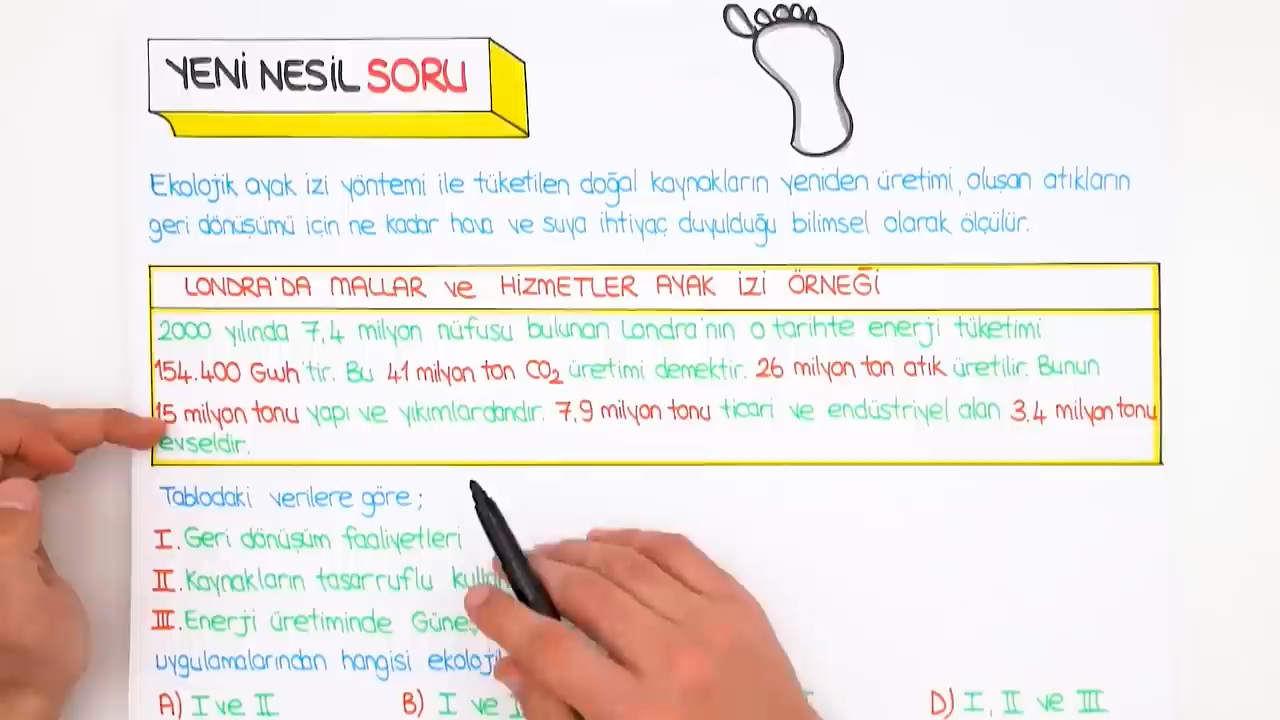 YENİ NESİL SORU
Ekolojik ayak izi yöntemi ile tüketilen doğal kaynakların yeniden üretimi, oluşan atıkların
geri dönüşümü için ne kadar hava ve suya ihtiyaç duyulduğu bilimsel olarak ölçülür.
LONDRA'DA MALLAR ve HİZMETLER AYAK İZİ ÖRNEĞİ
2000 yılında 7,4 milyon nüfusu bulunan Londra'nın o tarihte enerji tüketimi
154.400 Gwh'tir. Bu 41 milyon ton CO₂ üretimi demektir. 26 milyon ton atık üretilir. Bunun
15 milyon tonu yapı ve yıkımlardandır. 7,9 milyon tonu ticari ve endüstriyel alan 3.4 milyon tonu
evseldir.
Tablodaki verilere göre;
I. Geri dönüşüm faaliyetleri
II. Kaynakların tasarruflu
III. Enerji üretiminde
uygulamalarından hangisi
A) I ve II
B) I ve
D) I, II ve III